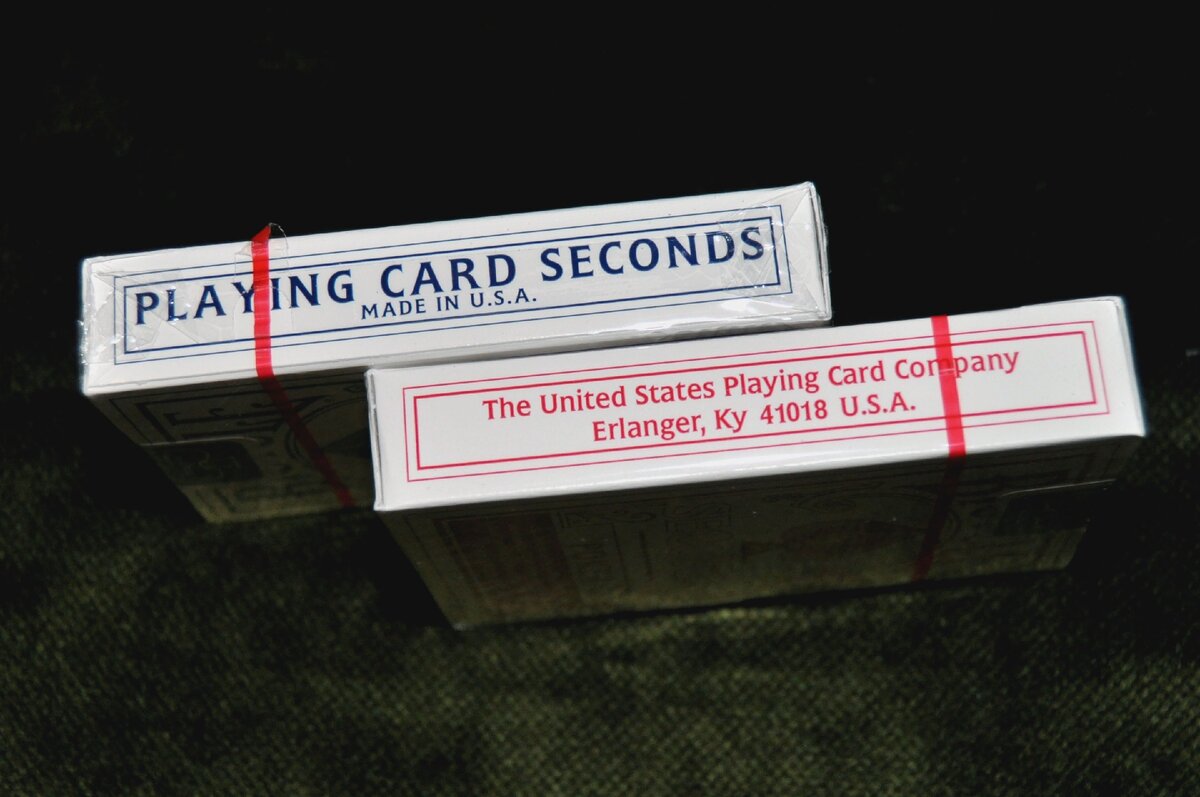 PLAYING CARD SECONDS
MADE IN U.S.A.
The United States Playing Card Company
Erlanger, Ky 41018 U.S.A.